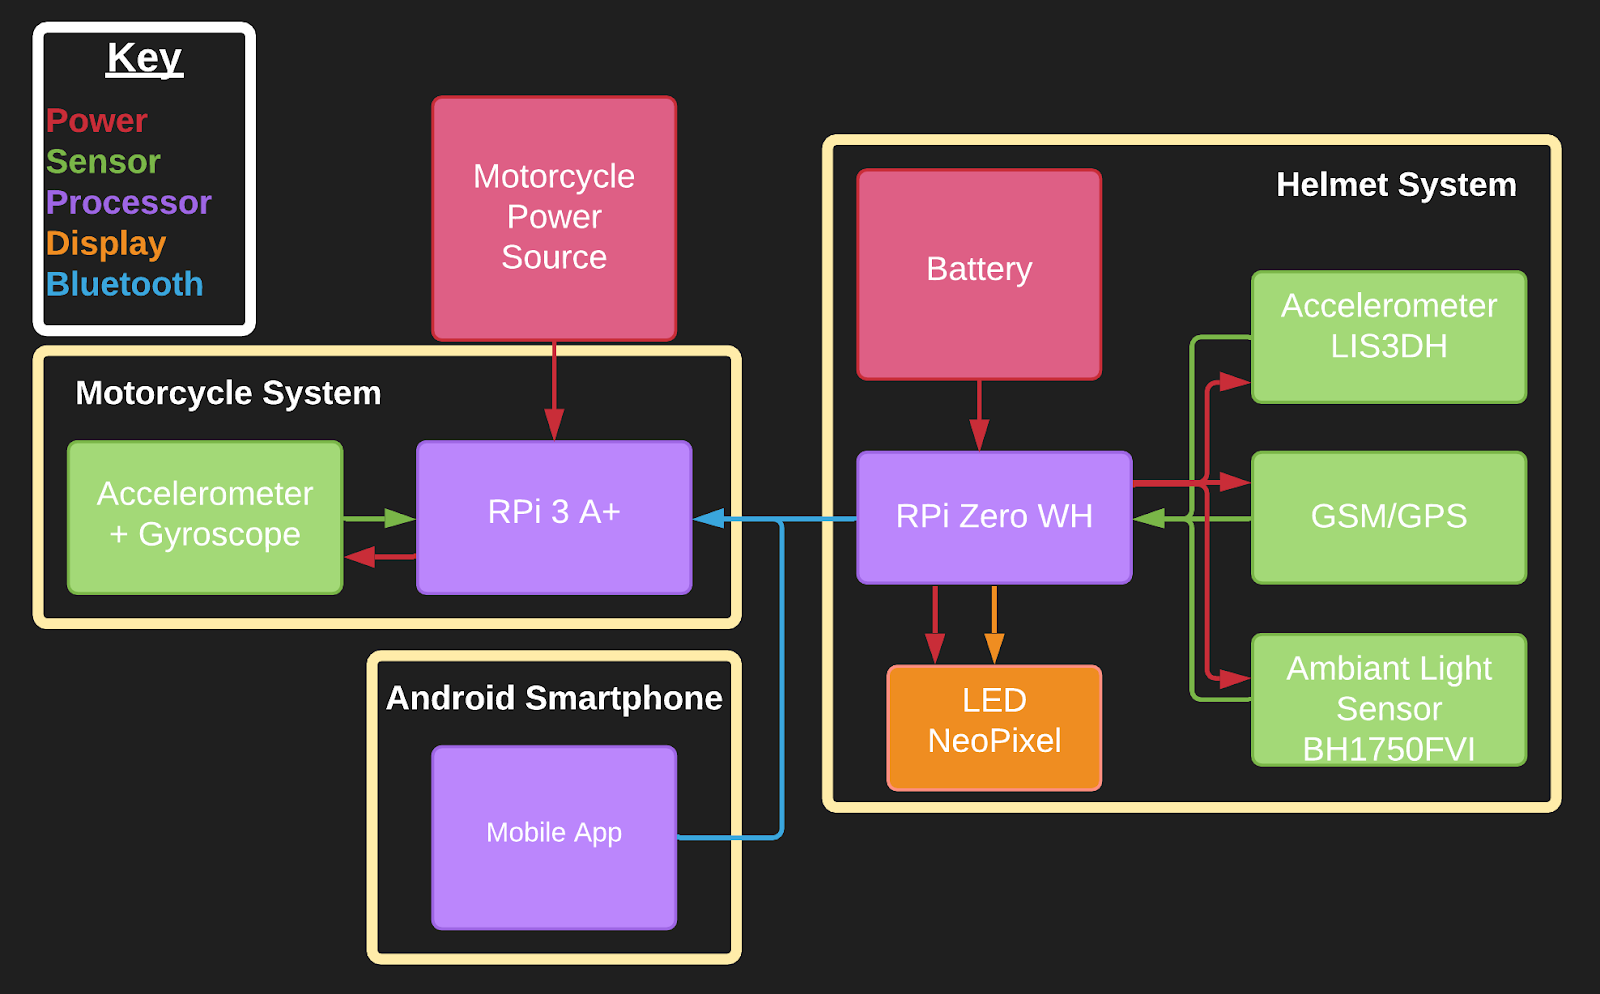 Key
Power
Sensor
Processor
Display
Bluetooth
Motorcycle
Power
Source
Motorcycle System
Accelerometer
+ Gyroscope
RPi 3 A+
Android Smartphone
Mobile App
Helmet System
Battery
RPi Zero WH
LED
NeoPixel
Accelerometer
LIS3DH
GSM/GPS
Ambiant Light
Sensor
BH1750FVI